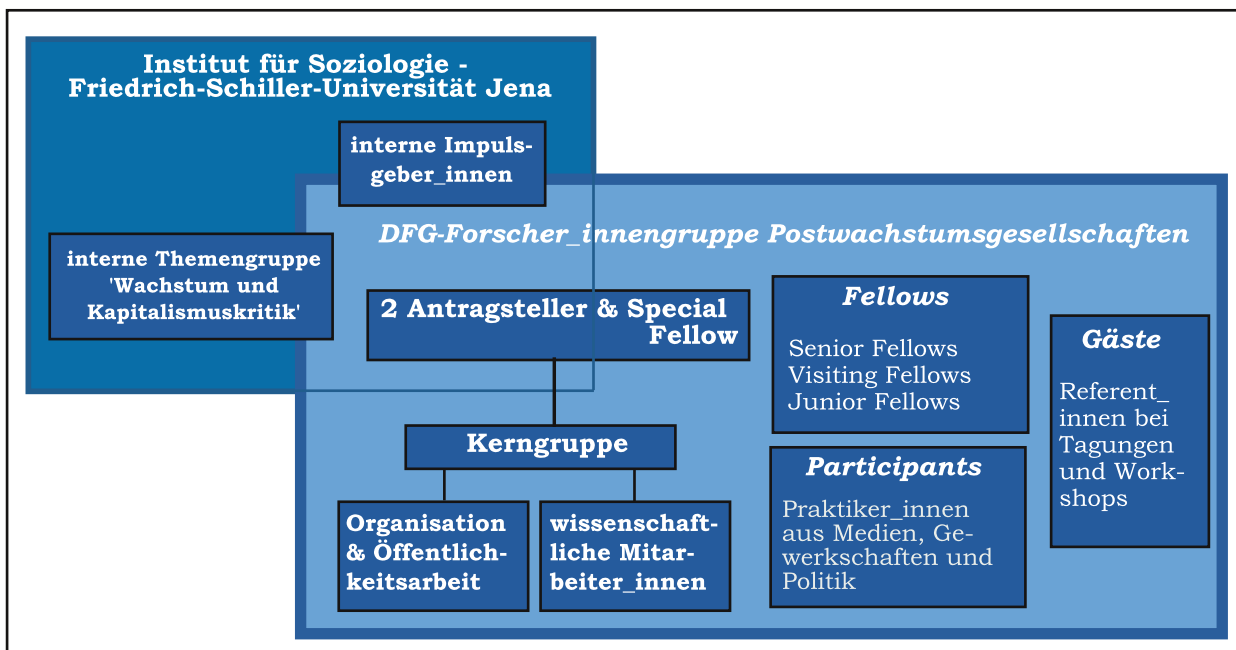 Institut für Soziologie -
Friedrich-Schiller-Universität Jena
interne Impuls-
geber_innen
DFG-Forscher_innengruppe Postwachstumsgesellschaften
interne Themengruppe
'Wachstum und
Kapitalismuskritik'
2 Antragsteller & Special
Fellow
Kerngruppe
Organisation
& Öffentlich-
keitsarbeit
wissenschaft-
liche Mitar-
beiter_innen
Fellows
Senior Fellows
Visiting Fellows
Junior Fellows
Participants
Praktiker_innen
aus Medien, Ge-
werkschaften und
Politik
Gäste
Referent_
innen bei
Tagungen
und Work-
shops